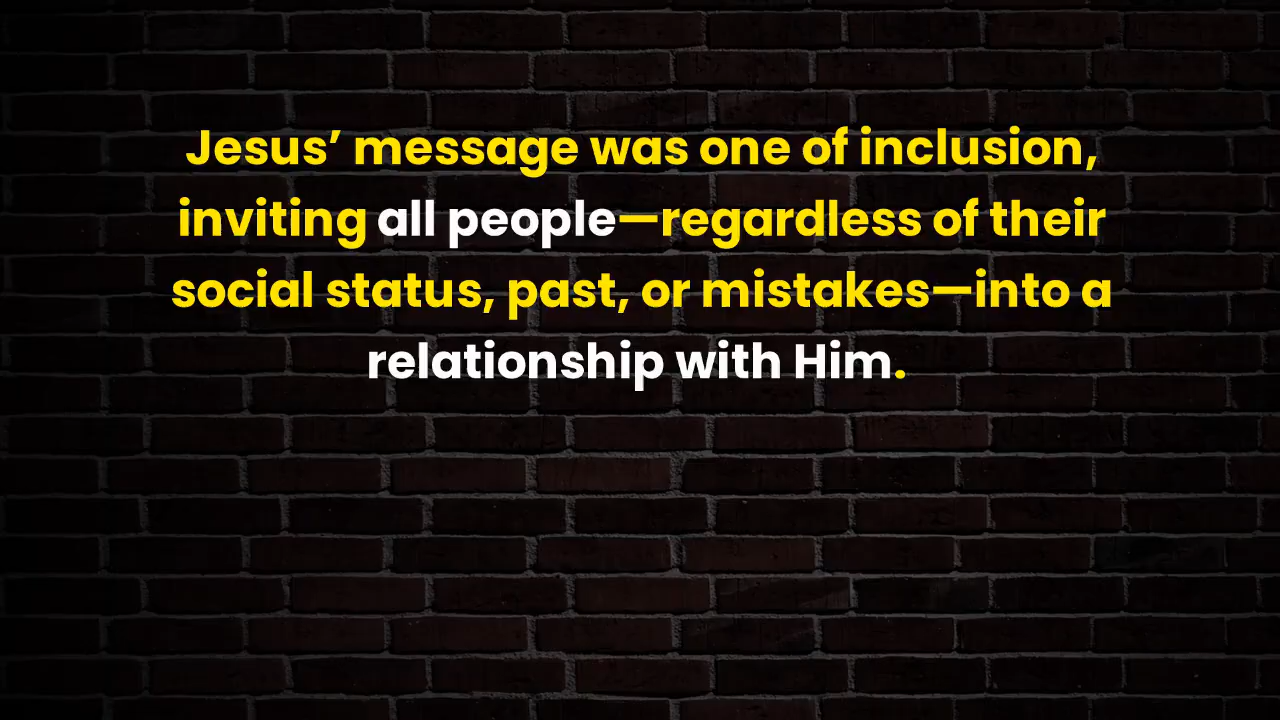 Jesus’ message was one of inclusion,
inviting all people—regardless of their
social status, past, or mistakes—into a
relationship with Him.